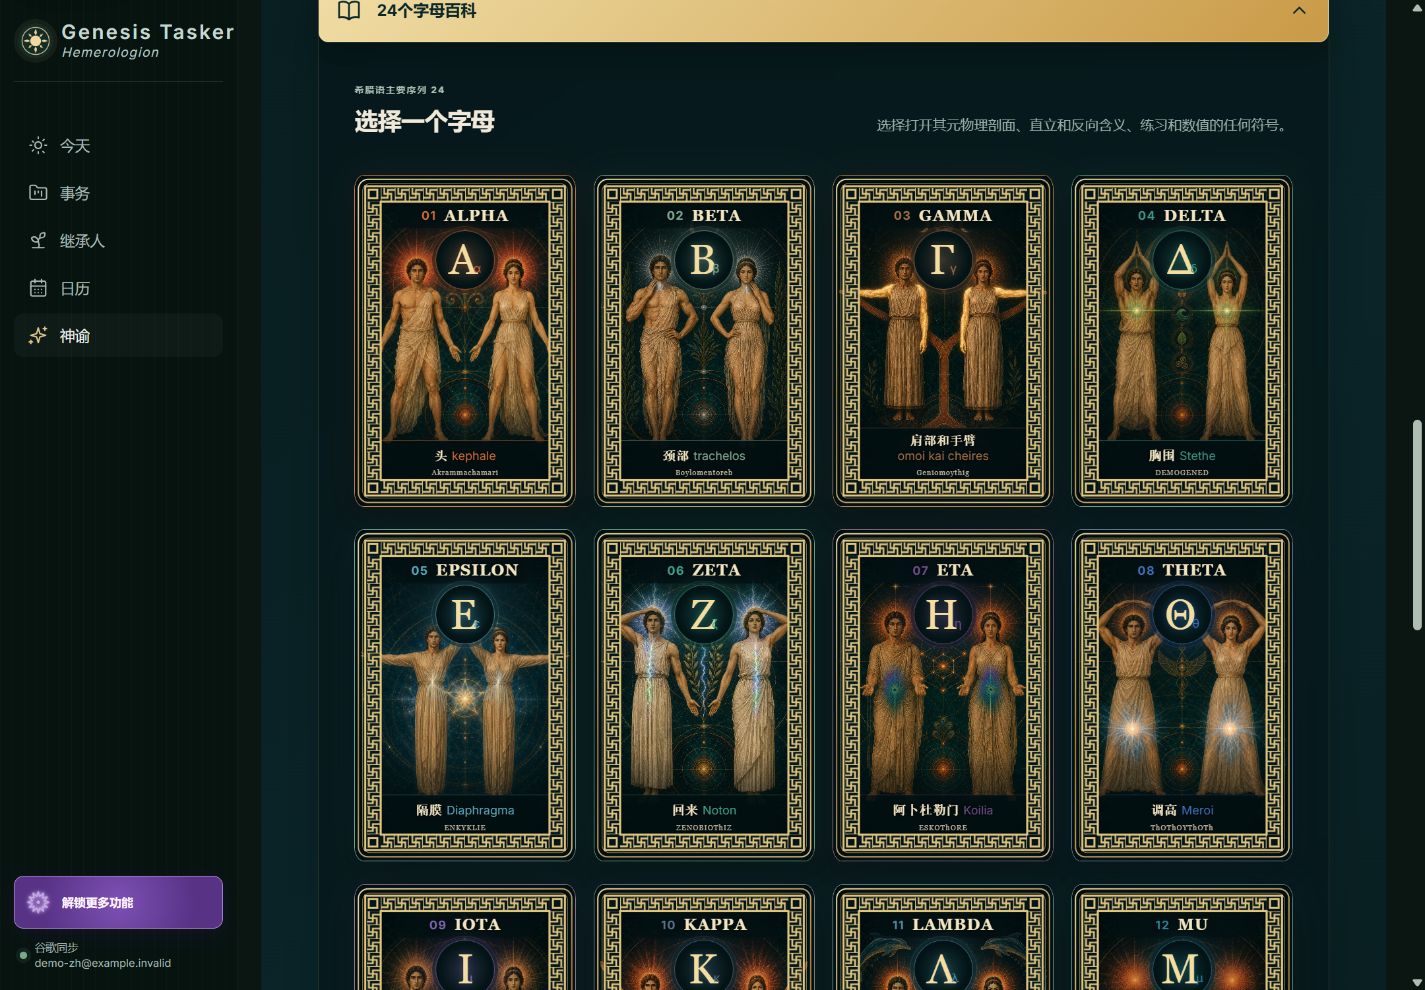 Genesis Tasker
Hemerologion
今天
事务
继承人
日历
神谕
解锁更多功能
谷歌同步
demo-zh@example.invalid
24个字母百科
希腊语主要序列 24
选择一个字母
选择打开其元物理剖面、直立和反向含义、练习和数值的任何符号。
01 ALPHA
Α α
头 kephale
Akrammachamari
02 BETA
Β β
颈部 trachelos
Boylomentoreb
03 GAMMA
Γ γ
肩部和手臂
omoi kai cheires
Geniomoythig
04 DELTA
Δ δ
胸围 Stethe
DEMOGENED
05 EPSILON
Ε ε
隔膜 Diaphragma
ENKYKLIE
06 ZETA
Ζ ζ
回来 Noton
ZENOBIOThIZ
07 ETA
Η η
阿卜杜勒门 Koilia
ESKOThORE
08 THETA
Θ θ
调高 Meroi
ThOThOYThOTh
09 IOTA
Ι
10 KAPPA
Κ κ
11 LAMBDA
Λ λ
12 MU
Μ μ